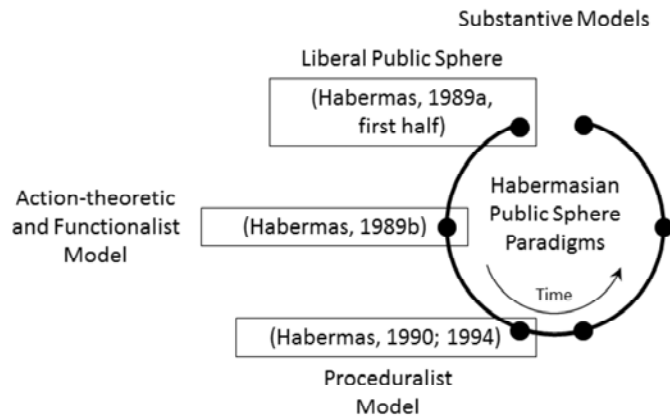 Substantive Models
Liberal Public Sphere
(Habermas, 1989a,
first half)
Action-theoretic
and Functionalist
Model
(Habermas, 1989b)
Habermasian
Public Sphere
Paradigms
Time
(Habermas, 1990; 1994)
Proceduralist
Model